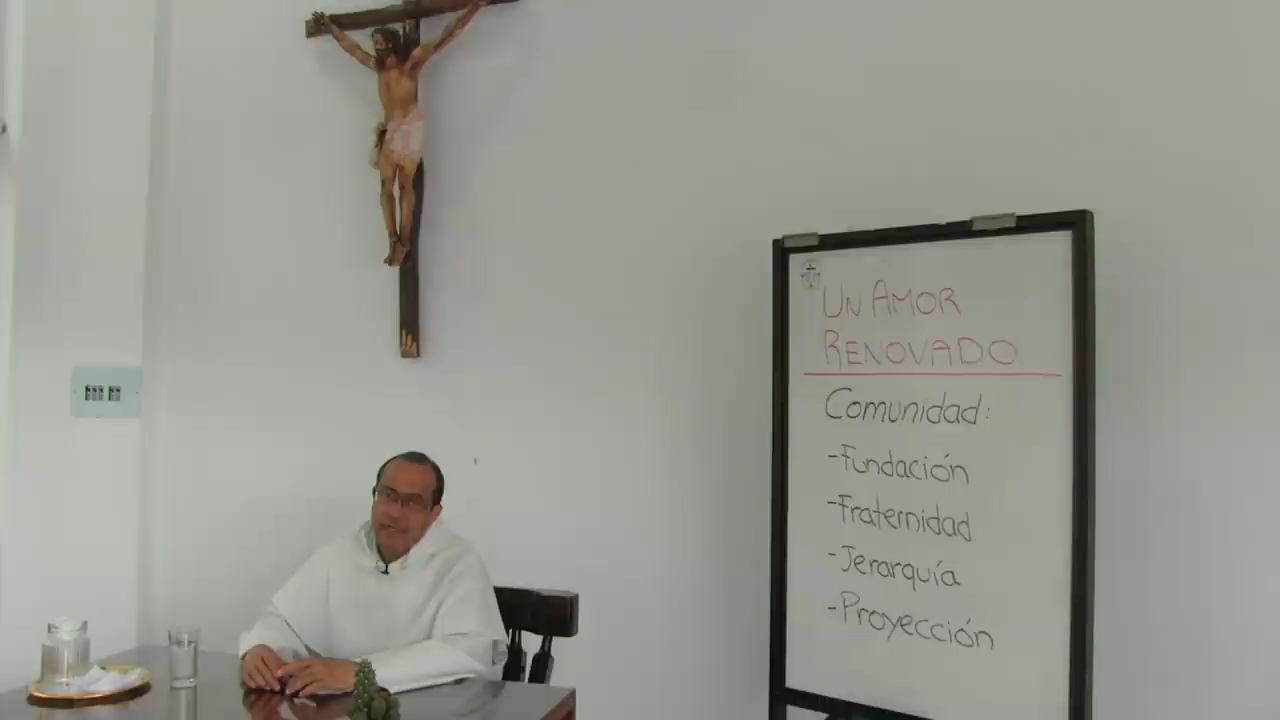 UN AMOR
RENOVADO
Comunidad:
-Fundación
-Fraternidad
-Jerarquía
-Proyección